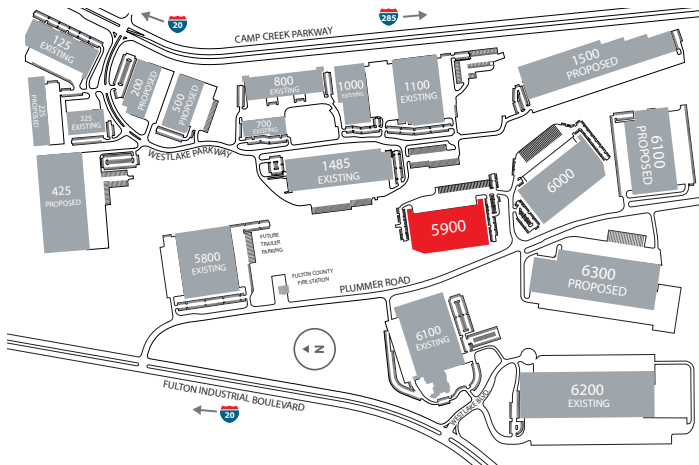 20
285
CAMP CREEK PARKWAY
125
EXISTING
200
PROPOSED
500
PROPOSED
800
EXISTING
1000
EXISTING
1100
EXISTING
1500
PROPOSED
225
PROPOSED
325
EXISTING
700
EXISTING
WESTLAKE PARKWAY
1485
EXISTING
6000
6100
PROPOSED
425
PROPOSED
5900
5800
EXISTING
FUTURE
TRAILER
PARKING
FULTON COUNTY
FIRE STATION
PLUMMER ROAD
6300
PROPOSED
6100
EXISTING
N
FULTON INDUSTRIAL BOULEVARD
20
WESTLAKE BLVD.
6200
EXISTING